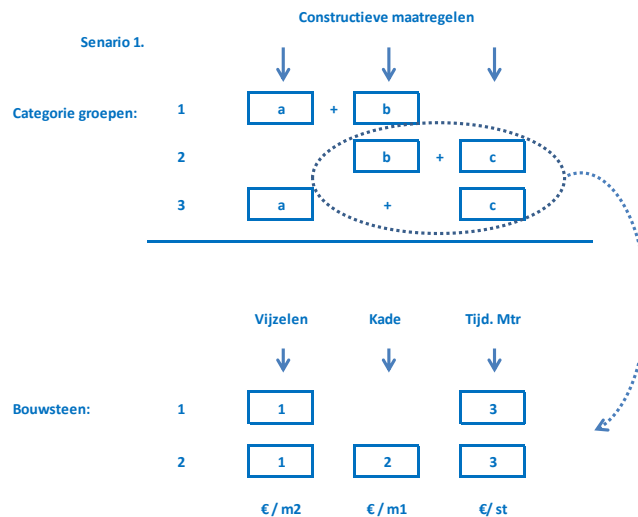 Constructieve maatregelen
Senario 1.
Categorie groepen: 1 a + b
2 b + c
3 a + c
Vijzelen Kade Tijd. Mtr
Bouwsteen: 1 1 3
2 1 2 3
€ / m2 € / m1 €/ st